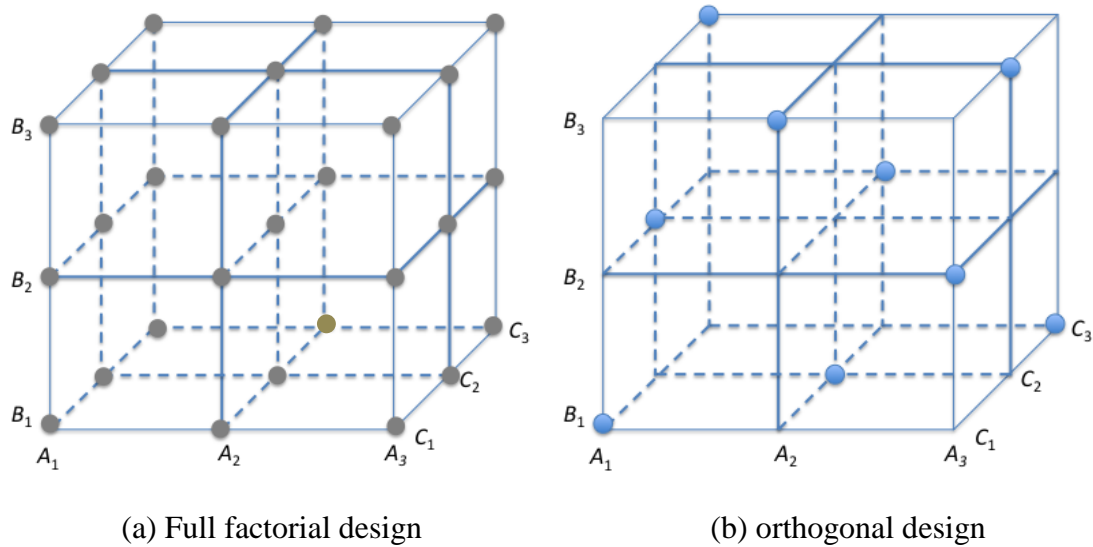 B3
B3
B2
B2
C3
C3
C2
C2
B1
B1
C1
C1
A1
A2
A3
A1
A2
A3
(a) Full factorial design
(b) orthogonal design